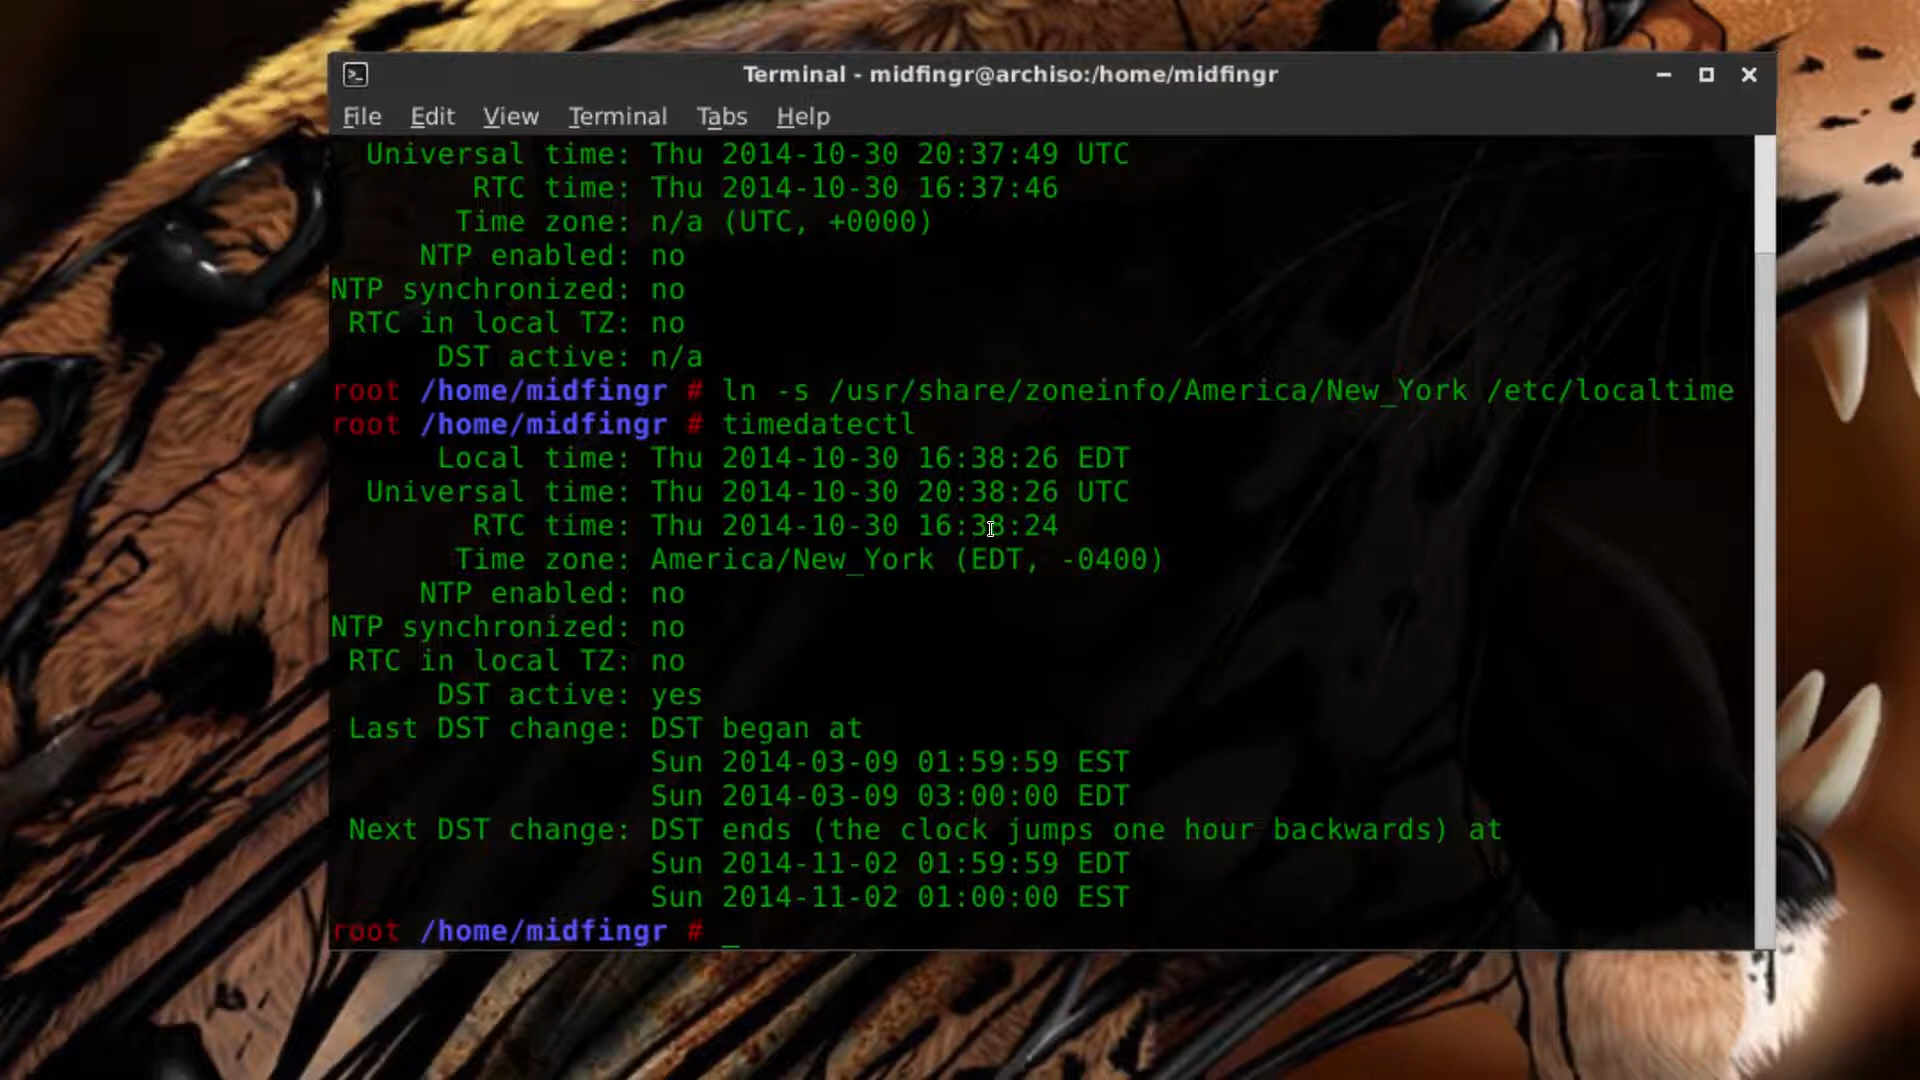 Terminal - midfingr@archiso:/home/midfingr
File Edit View Terminal Tabs Help
Universal time: Thu 2014-10-30 20:37:49 UTC
RTC time: Thu 2014-10-30 16:37:46
Time zone: n/a (UTC, +0000)
NTP enabled: no
NTP synchronized: no
RTC in local TZ: no
DST active: n/a
root /home/midfingr # ln -s /usr/share/zoneinfo/America/New_York /etc/localtime
root /home/midfingr # timedatectl
Local time: Thu 2014-10-30 16:38:26 EDT
Universal time: Thu 2014-10-30 20:38:26 UTC
RTC time: Thu 2014-10-30 16:38:24
Time zone: America/New_York (EDT, -0400)
NTP enabled: no
NTP synchronized: no
RTC in local TZ: no
DST active: yes
Last DST change: DST began at
Sun 2014-03-09 01:59:59 EST
Sun 2014-03-09 03:00:00 EDT
Next DST change: DST ends (the clock jumps one hour backwards) at
Sun 2014-11-02 01:59:59 EDT
Sun 2014-11-02 01:00:00 EST
root /home/midfingr # _